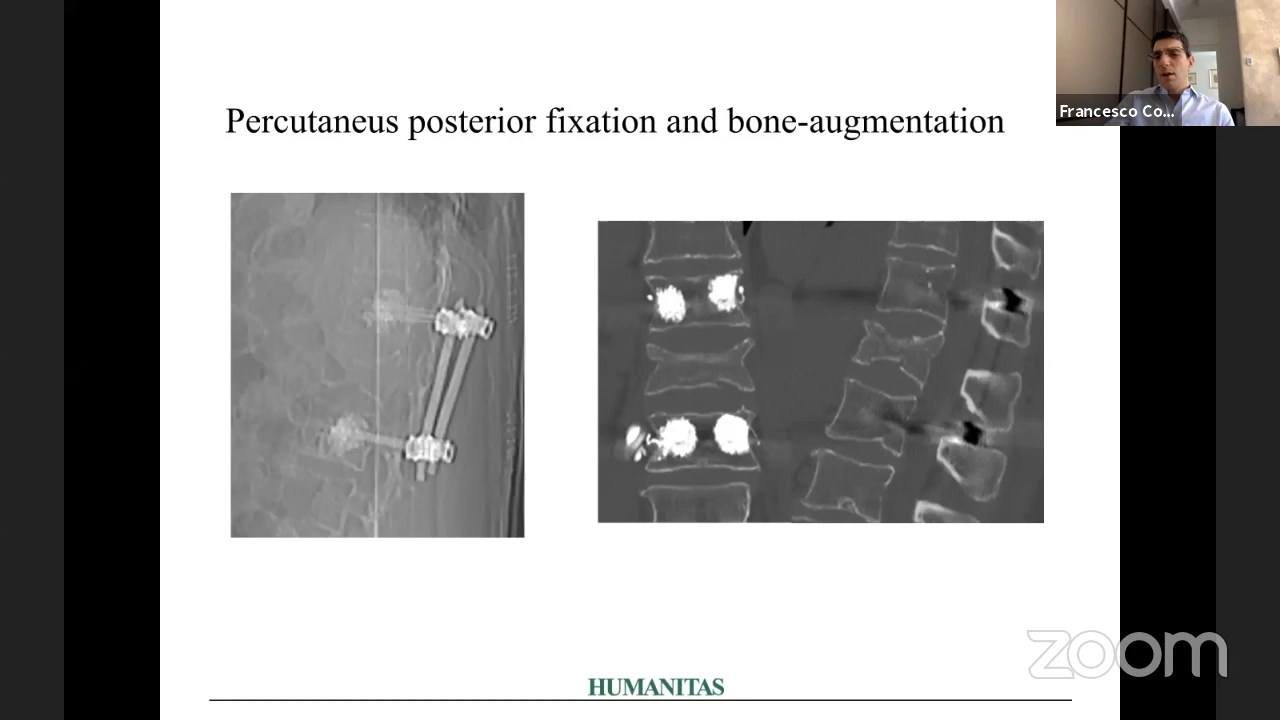 Percutaneus posterior fixation and bone-augmentation
Francesco Co...
HUMANITAS
zoom